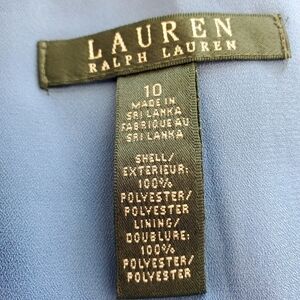 LAUREN
RALPH LAUREN
10
MADE IN
SRI LANKA
FABRIQUE AU
SRI LANKA
SHELL/
EXTERIEUR:
100%
POLYESTER/
POLYESTER
LINING/
DOUBLURE:
100%
POLYESTER/
POLYESTER